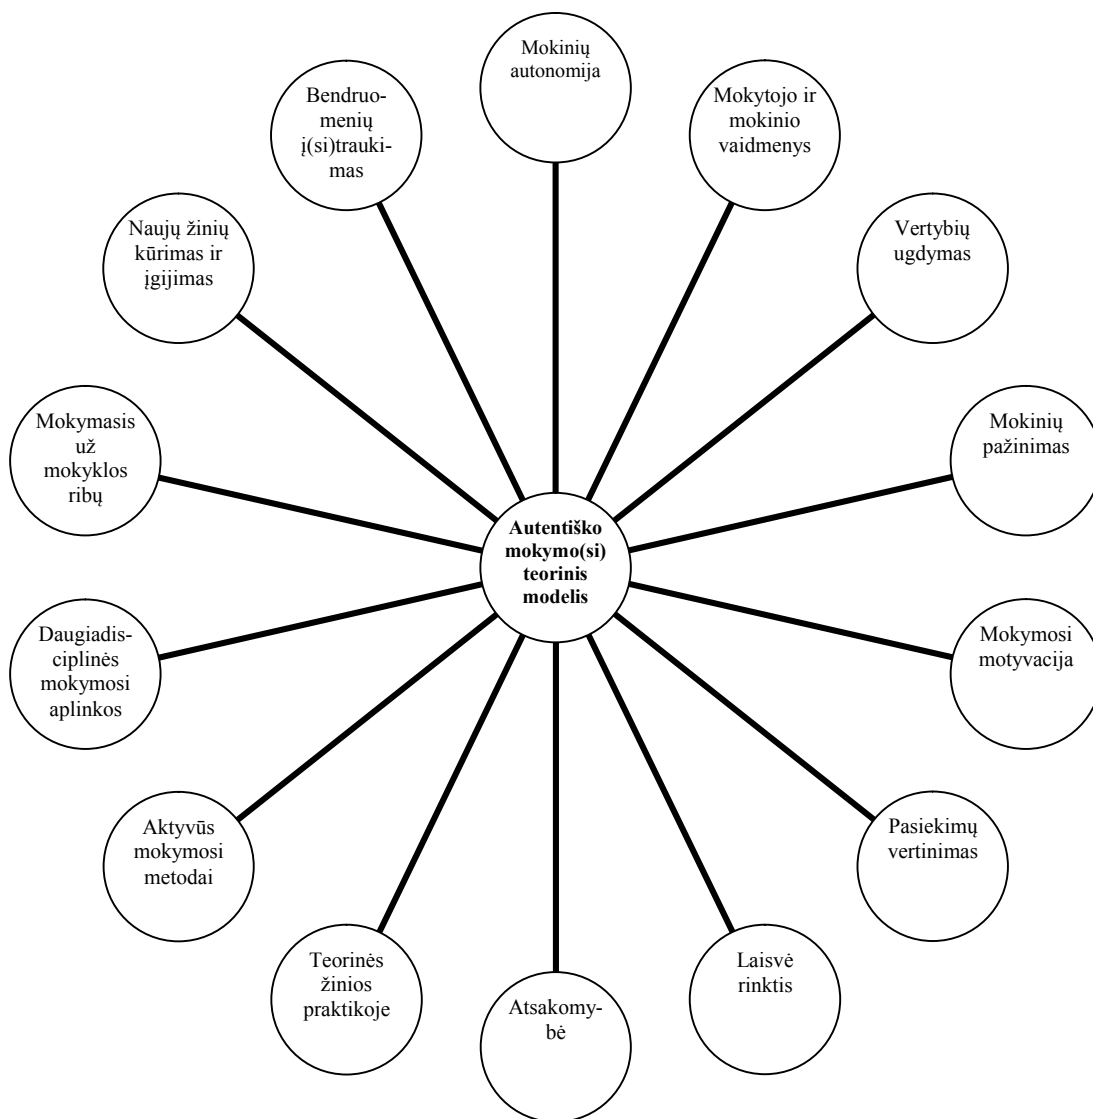 Mokinių
autonomija
Mokytojo ir
mokinio
vaidmenys
Vertybių
ugdymas
Mokinių
pažinimas
Mokymosi
motyvacija
Pasiekimų
vertinimas
Laisvė
rinktis
Atsakomy-
bė
Teorinės
žinios
praktikoje
Aktyvūs
mokymosi
metodai
Daugiadis-
ciplinės
mokymosi
aplinkos
Mokymasis
už
mokyklos
ribų
Naujų žinių
kūrimas ir
įgijimas
Bendruo-
menių
į(si)trauki-
mas
Autentiško
mokymo(si)
teorinis
modelis